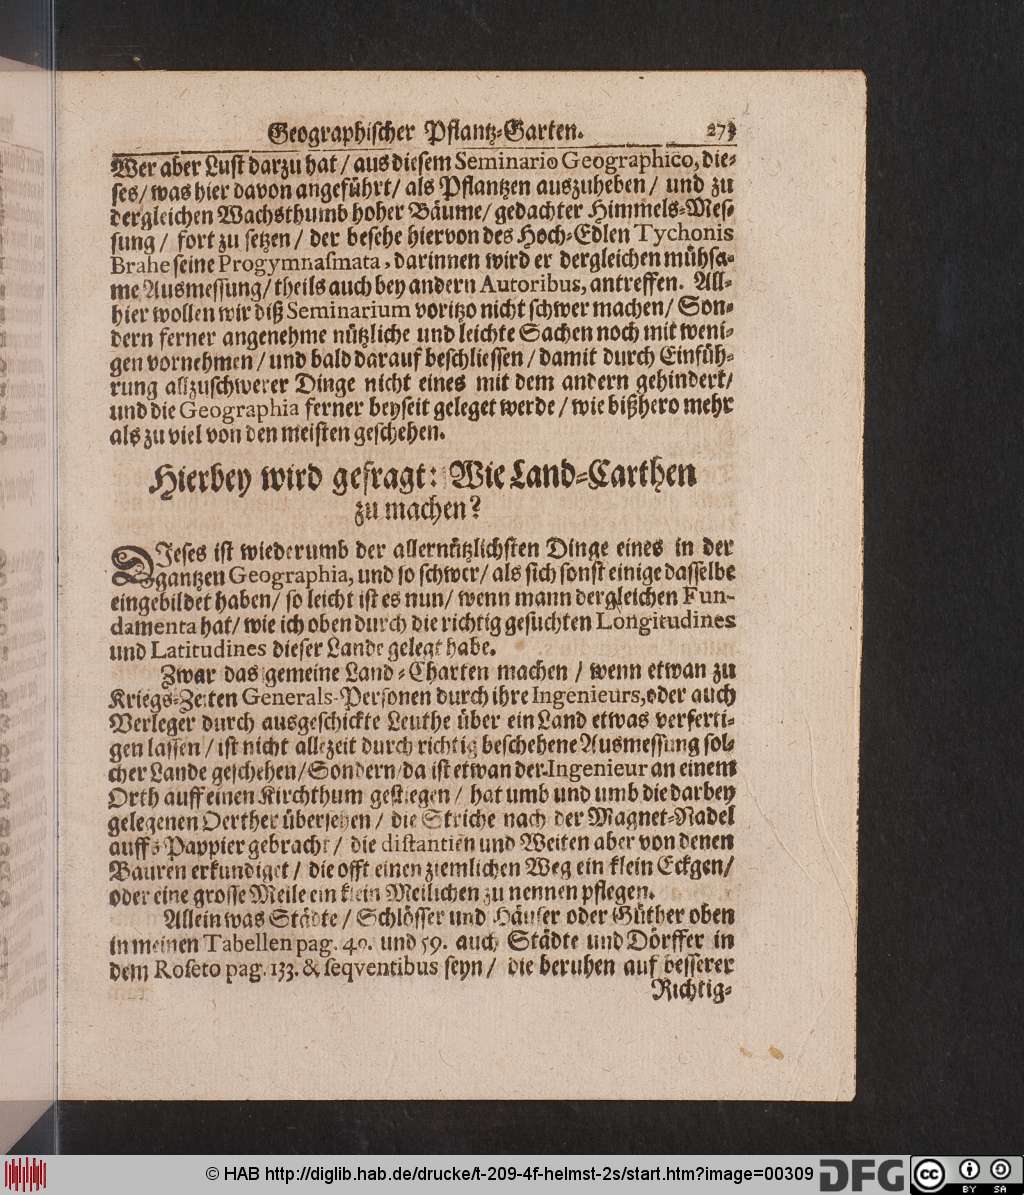 Geographischer Pflantz-Garten. 273
Wer aber Lust darzu hat / aus diesem Seminario Geographico, die-
ses/ was hier davon angeführt/ als Pflantzen auszuheben / und zu
dergleichen Wachsthumb hoher Bäume/ gedachter Himmels-Mes-
sung / fort zu setzen / der besehe hiervon des Hoch-Edlen Tychonis
Brahe seine Progymnasmata, darinnen wird er dergleichen mühsa-
me Ausmessung/ theils auch bey andern Autoribus, antreffen. All-
hier wollen wir diß Seminarium voritzo nicht schwer machen/ Son-
dern ferner angenehme nützliche und leichte Sachen noch mit weni-
gen vornehmen / und bald darauf beschliessen / damit durch Einfüh-
rung allzuschwerer Dinge nicht eines mit dem andern gehindert/
und die Geographia ferner beyseit geleget werde / wie bißhero mehr
als zu viel von den meisten geschehen.
Hierbey wird gefragt: Wie Land-Carthen
zu machen?
DIeses ist wiederumb der allernützlichsten Dinge eines in der
gantzen Geographia, und so schwer/ als sich sonst einige dasselbe
eingebildet haben/ so leicht ist es nun/ wenn mann dergleichen Fun-
damenta hat/ wie ich oben durch die richtig gesuchten Longitudines
und Latitudines dieser Lande gelegt habe.
Zwar das gemeine Land-Charten machen / wenn etwan zu
Kriegs-Zeiten Generals-Personen durch ihre Ingenieurs, oder auch
Verleger durch ausgeschickte Leuthe über ein Land etwas verferti-
gen lassen / ist nicht allezeit durch richtig beschehene Ausmessung sol-
cher Lande geschehen/ Sondern da ist etwan der Ingenieur an einem
Orth auff einen Kirchthum gestiegen / hat umb und umb die darbey
gelegenen Oerther übersehen / die Striche nach der Magnet-Nadel
auffs Pappier gebracht / die distantien und Weiten aber von denen
Bauren erkundiget / die offt einen ziemlichen Weg ein klein Eckgen/
oder eine grosse Meile ein klein Meilichen zu nennen pflegen.
Allein was Städte / Schlösser und Häuser oder Güther oben
in meinen Tabellen pag. 40. und 59. auch Städte und Dörffer in
dem Roseto pag. 133. & seqventibus seyn / die beruhen auf besserer
Richtig-
© HAB http://diglib.hab.de/drucke/t-209-4f-helmst-2s/start.htm?image=00309
DFG
cc BY SA